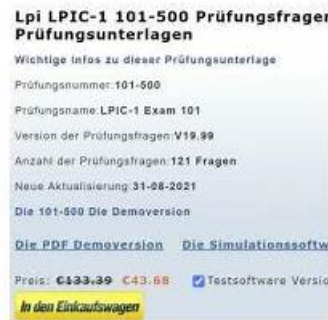 Lpi LPIC-1 101-500 Prüfungsfragen
Prüfungsunterlagen
Wichtige Infos zu dieser Prüfungsunterlage
Prüfungsnummer:101-500
Prüfungsname:LPIC-1 Exam 101
Version der Prüfungsfragen:V19.99
Anzahl der Prüfungsfragen:121 Fragen
Neue Aktualisierung:31-08-2021
Die 101-500 Die Demoversion
Die PDF Demoversion Die Simulationssoftw
Preis: €133.39 €43.68 Testsoftware Versio
In den Einkaufswagen